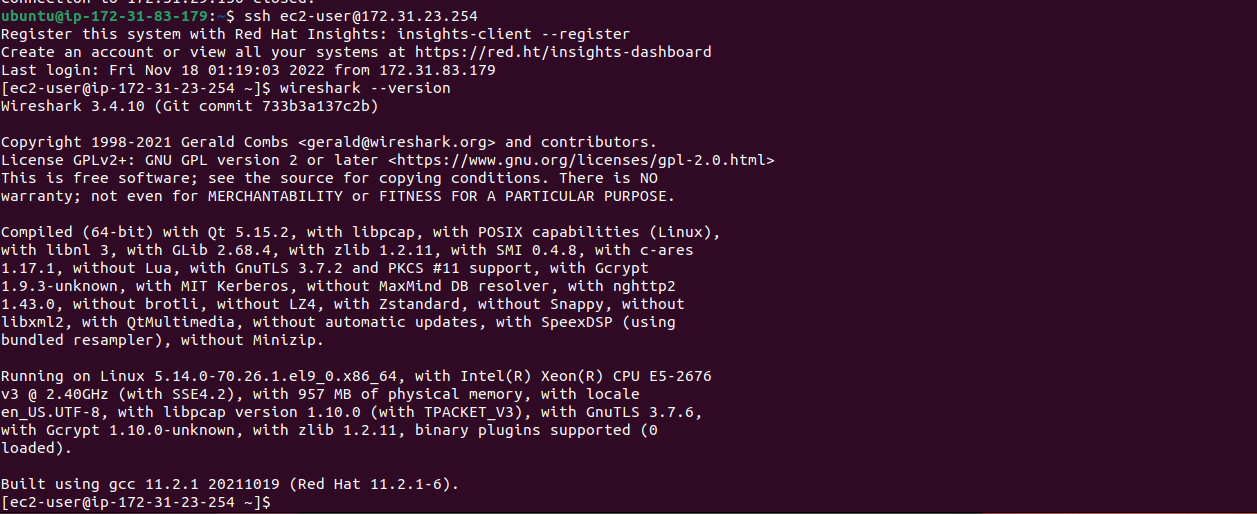 Connection to 172.31.29.150 closed.
ubuntu@ip-172-31-83-179:~$ ssh ec2-user@172.31.23.254
Register this system with Red Hat Insights: insights-client --register
Create an account or view all your systems at https://red.ht/insights-dashboard
Last login: Fri Nov 18 01:19:03 2022 from 172.31.83.179
[ec2-user@ip-172-31-23-254 ~]$ wireshark --version
Wireshark 3.4.10 (Git commit 733b3a137c2b)
Copyright 1998-2021 Gerald Combs <gerald@wireshark.org> and contributors.
License GPLv2+: GNU GPL version 2 or later <https://www.gnu.org/licenses/gpl-2.0.html>
This is free software; see the source for copying conditions. There is NO
warranty; not even for MERCHANTABILITY or FITNESS FOR A PARTICULAR PURPOSE.
Compiled (64-bit) with Qt 5.15.2, with libpcap, with POSIX capabilities (Linux),
with libnl 3, with GLib 2.68.4, with zlib 1.2.11, with SMI 0.4.8, with c-ares
1.17.1, without Lua, with GnuTLS 3.7.2 and PKCS #11 support, with Gcrypt
1.9.3-unknown, with MIT Kerberos, without MaxMind DB resolver, with nghttp2
1.43.0, without brotli, without LZ4, with Zstandard, without Snappy, without
libxml2, with QtMultimedia, without automatic updates, with SpeexDSP (using
bundled resampler), without Minizip.
Running on Linux 5.14.0-70.26.1.el9_0.x86_64, with Intel(R) Xeon(R) CPU E5-2676
v3 @ 2.40GHz (with SSE4.2), with 957 MB of physical memory, with locale
en_US.UTF-8, with libpcap version 1.10.0 (with TPACKET_V3), with GnuTLS 3.7.6,
with Gcrypt 1.10.0-unknown, with zlib 1.2.11, binary plugins supported (0
loaded).
Built using gcc 11.2.1 20211019 (Red Hat 11.2.1-6).
[ec2-user@ip-172-31-23-254 ~]$